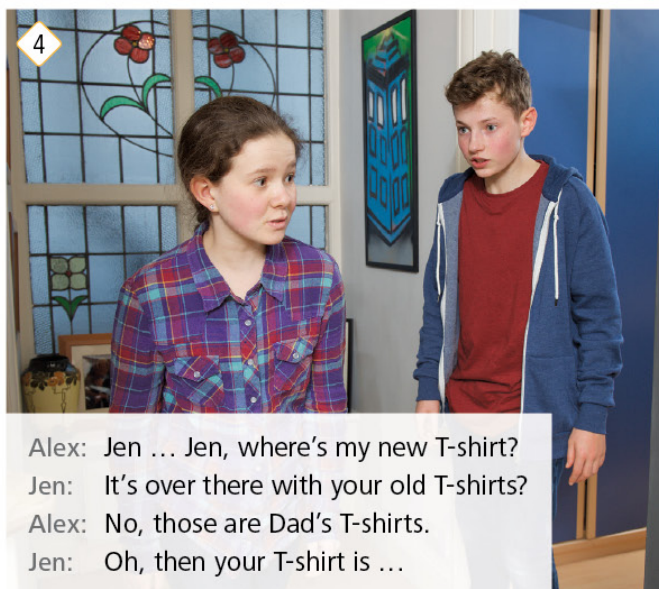 4
Alex: Jen ... Jen, where's my new T-shirt?
Jen: It's over there with your old T-shirts?
Alex: No, those are Dad's T-shirts.
Jen: Oh, then your T-shirt is ...